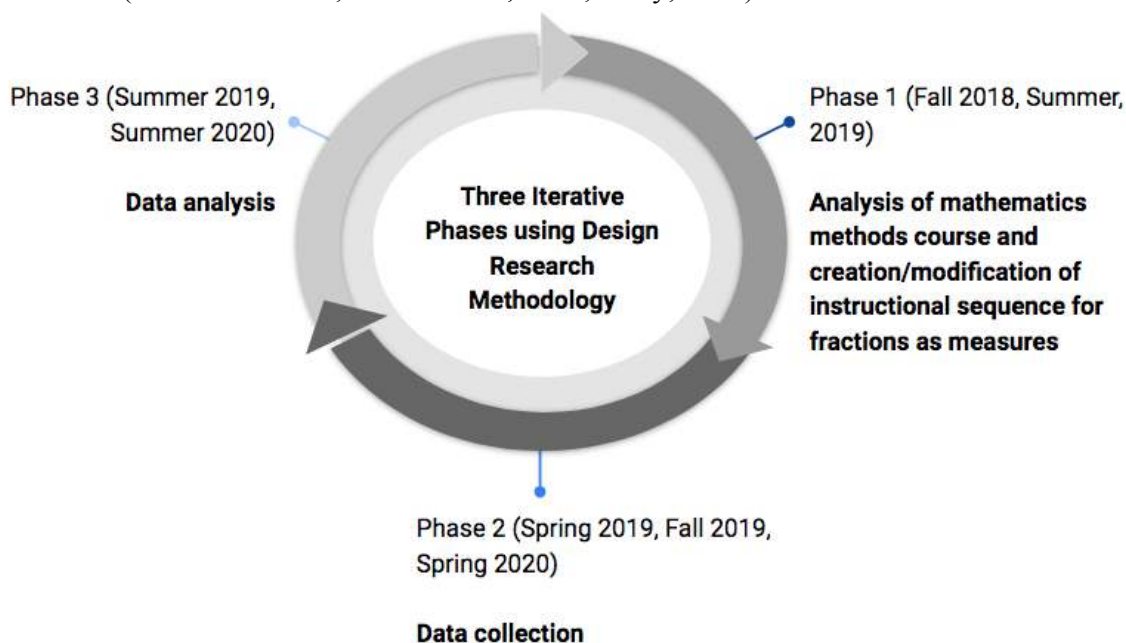 Phase 3 (Summer 2019,
Summer 2020)
Data analysis
Phase 1 (Fall 2018, Summer,
2019)
Analysis of mathematics
methods course and
creation/modification of
instructional sequence for
fractions as measures
Three Iterative
Phases using Design
Research
Methodology
Phase 2 (Spring 2019, Fall 2019,
Spring 2020)
Data collection